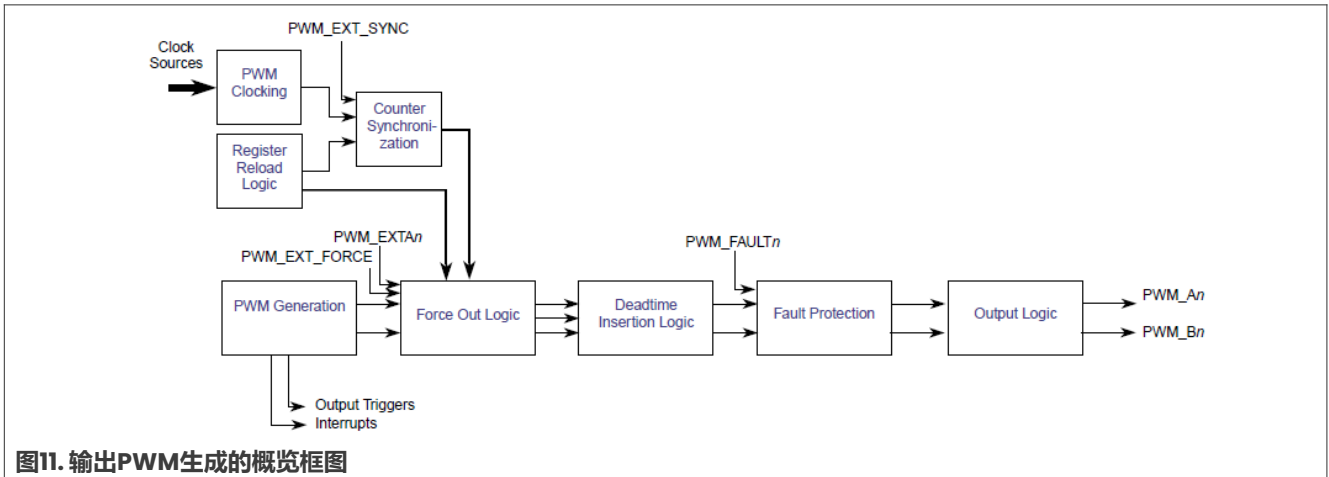 PWM_EXT_SYNC
Clock
Sources
PWM
Clocking
Counter
Synchroni-
zation
Register
Reload
Logic
PWM_EXTAn
PWM_EXT_FORCE
PWM_FAULTn
PWM Generation
Force Out Logic
Deadtime
Insertion Logic
Fault Protection
Output Logic
PWM_An
PWM_Bn
Output Triggers
Interrupts
图11. 输出PWM生成的概览框图